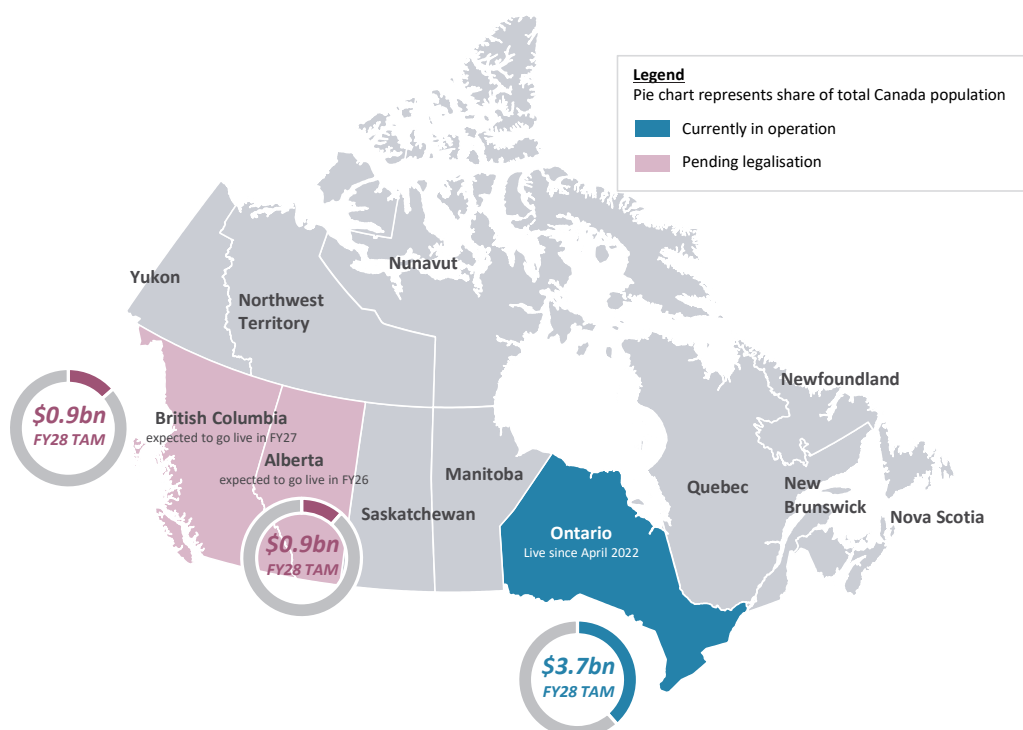 Legend
Pie chart represents share of total Canada population
Currently in operation
Pending legalisation
Yukon
Nunavut
Northwest
Territory
Newfoundland
$0.9bn
FY28 TAM
British Columbia
expected to go live in FY27
Alberta
expected to go live in FY26
Manitoba
Quebec
New
Brunswick
Saskatchewan
Nova Scotia
$0.9bn
FY28 TAM
Ontario
Live since April 2022
$3.7bn
FY28 TAM